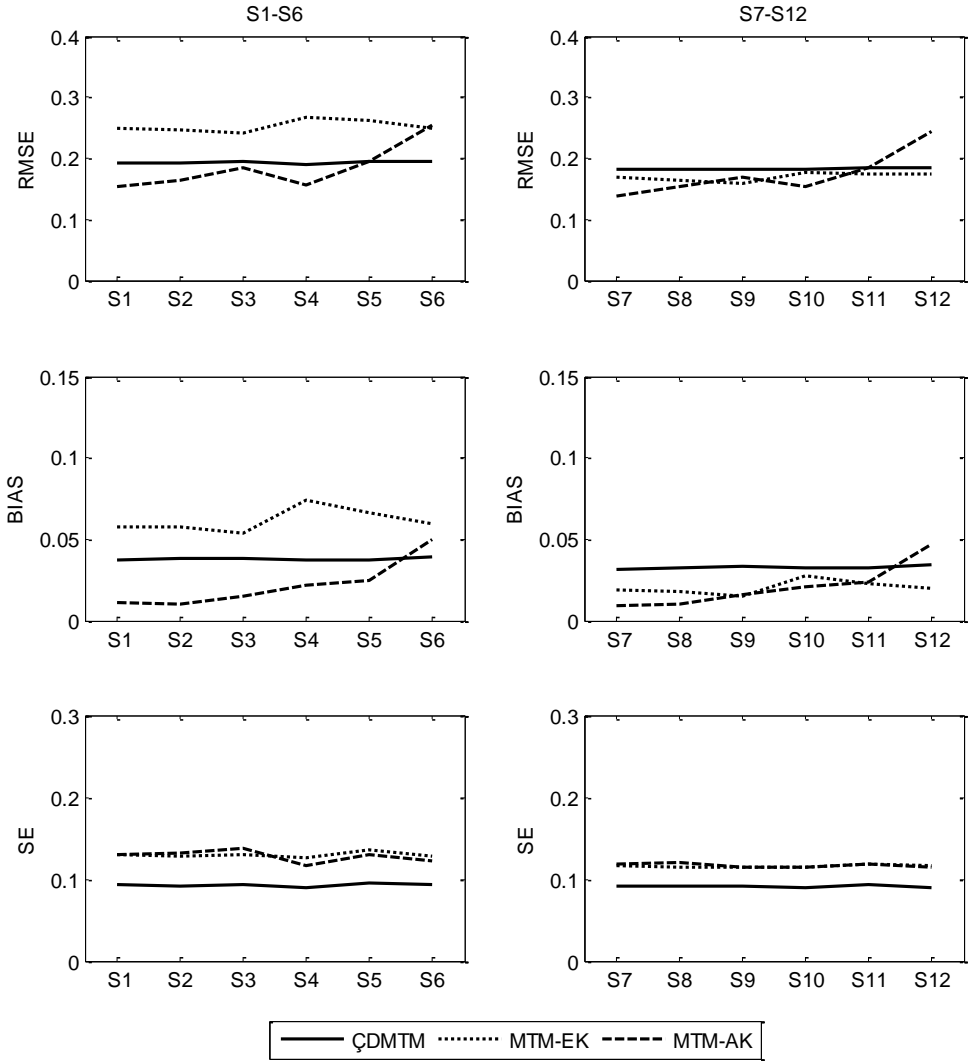 S1-S6
S7-S12
0.4
0.3
0.2
0.1
0
RMSE
S1 S2 S3 S4 S5 S6
0.4
0.3
0.2
0.1
0
RMSE
S7 S8 S9 S10 S11 S12
0.15
0.1
0.05
0
BIAS
S1 S2 S3 S4 S5 S6
0.15
0.1
0.05
0
BIAS
S7 S8 S9 S10 S11 S12
0.3
0.2
0.1
0
SE
S1 S2 S3 S4 S5 S6
0.3
0.2
0.1
0
SE
S7 S8 S9 S10 S11 S12
ÇDMTM MTM-EK MTM-AK